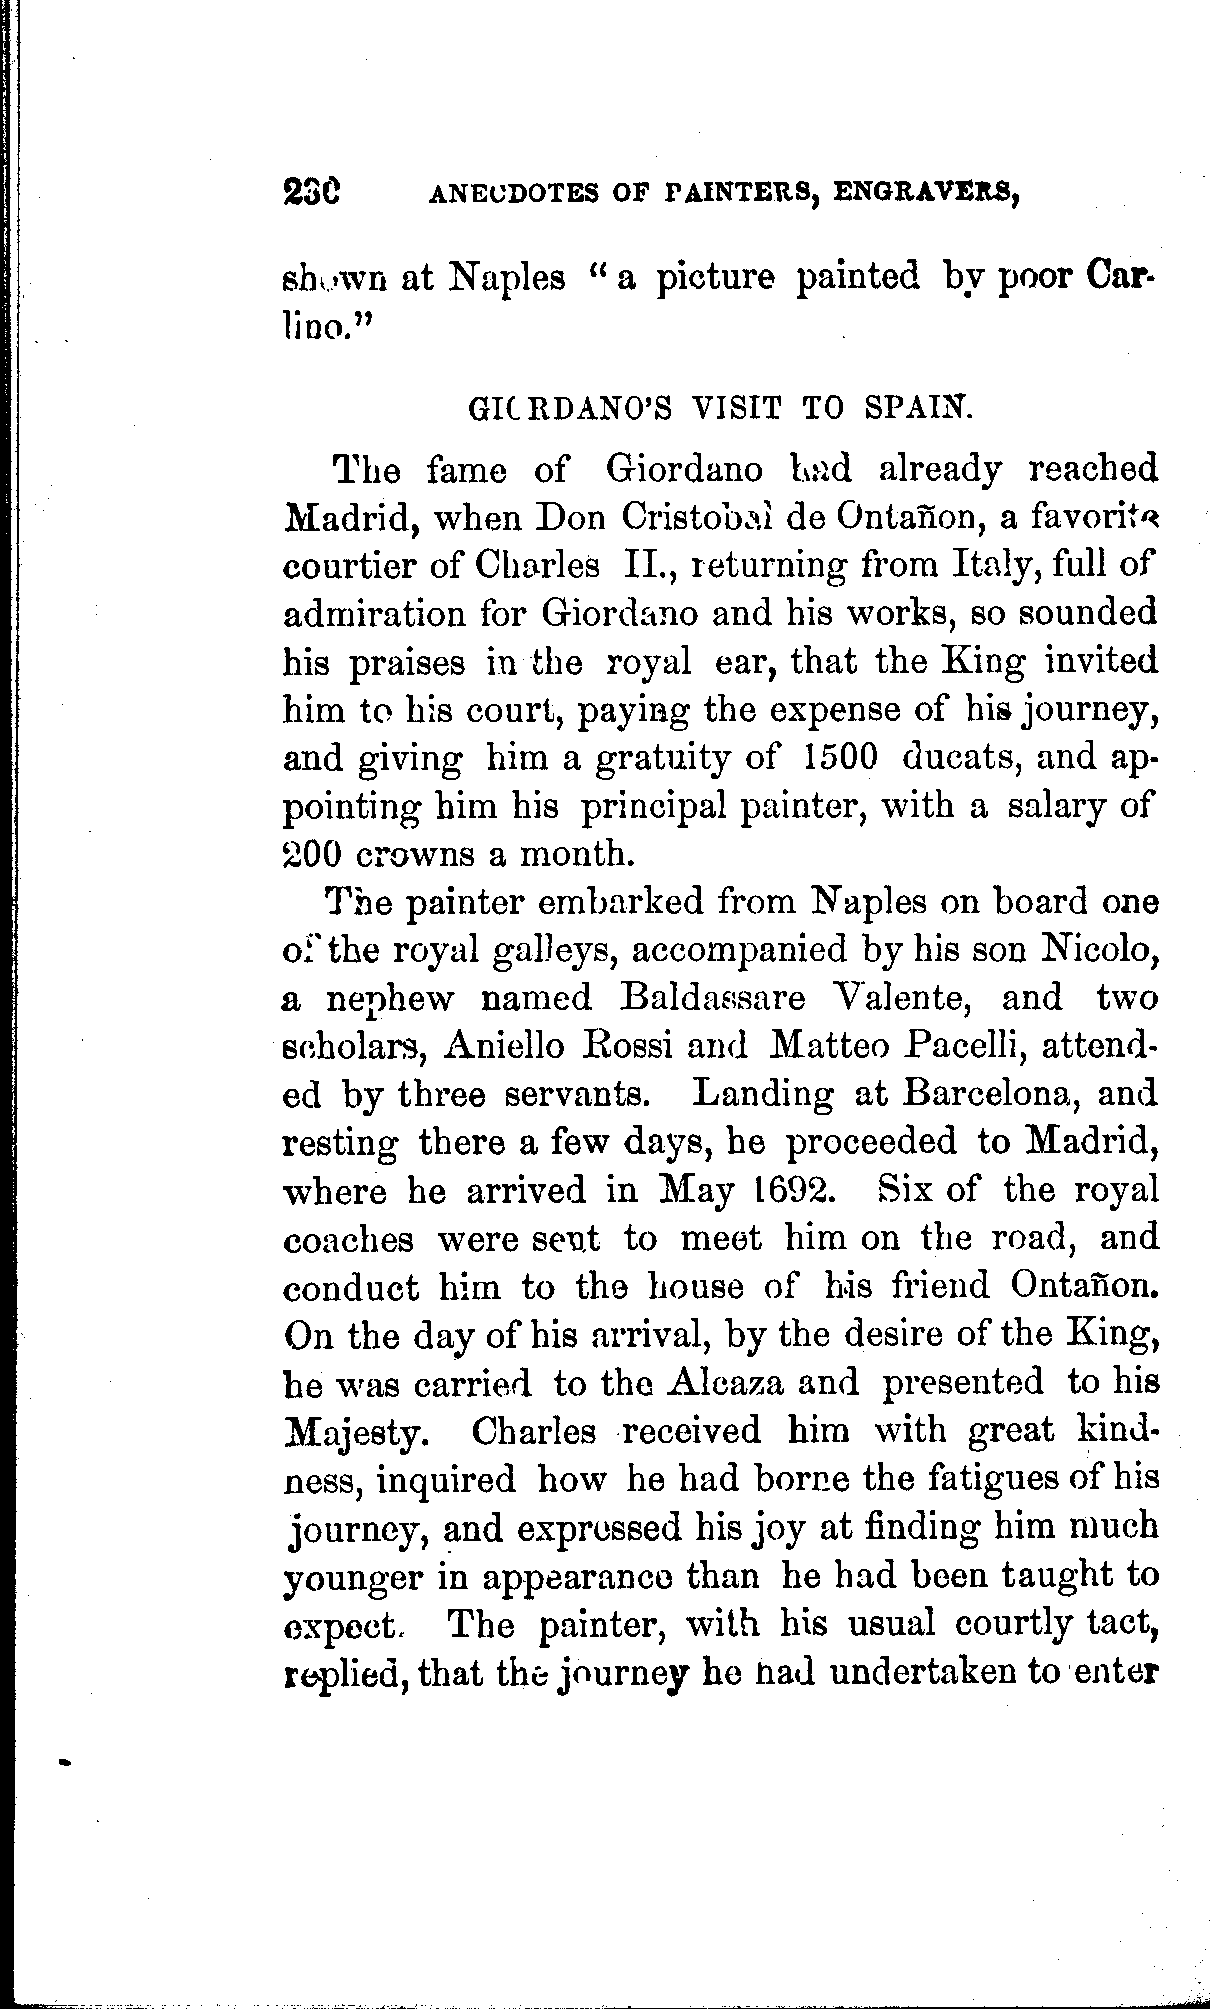 230 ANECDOTES OF PAINTERS, ENGRAVERS,
shown at Naples “a picture painted by poor Car-
lino.”
GIORDANO'S VISIT TO SPAIN.
The fame of Giordano had already reached
Madrid, when Don Cristobal de Ontañon, a favorite
courtier of Charles II., returning from Italy, full of
admiration for Giordano and his works, so sounded
his praises in the royal ear, that the King invited
him to his court, paying the expense of his journey,
and giving him a gratuity of 1500 ducats, and ap-
pointing him his principal painter, with a salary of
200 crowns a month.
The painter embarked from Naples on board one
of the royal galleys, accompanied by his son Nicolo,
a nephew named Baldassare Valente, and two
scholars, Aniello Rossi and Matteo Pacelli, attend-
ed by three servants. Landing at Barcelona, and
resting there a few days, he proceeded to Madrid,
where he arrived in May 1692. Six of the royal
coaches were sent to meet him on the road, and
conduct him to the house of his friend Ontañon.
On the day of his arrival, by the desire of the King,
he was carried to the Alcaza and presented to his
Majesty. Charles received him with great kind-
ness, inquired how he had borne the fatigues of his
journey, and expressed his joy at finding him much
younger in appearance than he had been taught to
expect. The painter, with his usual courtly tact,
replied, that the journey he had undertaken to enter